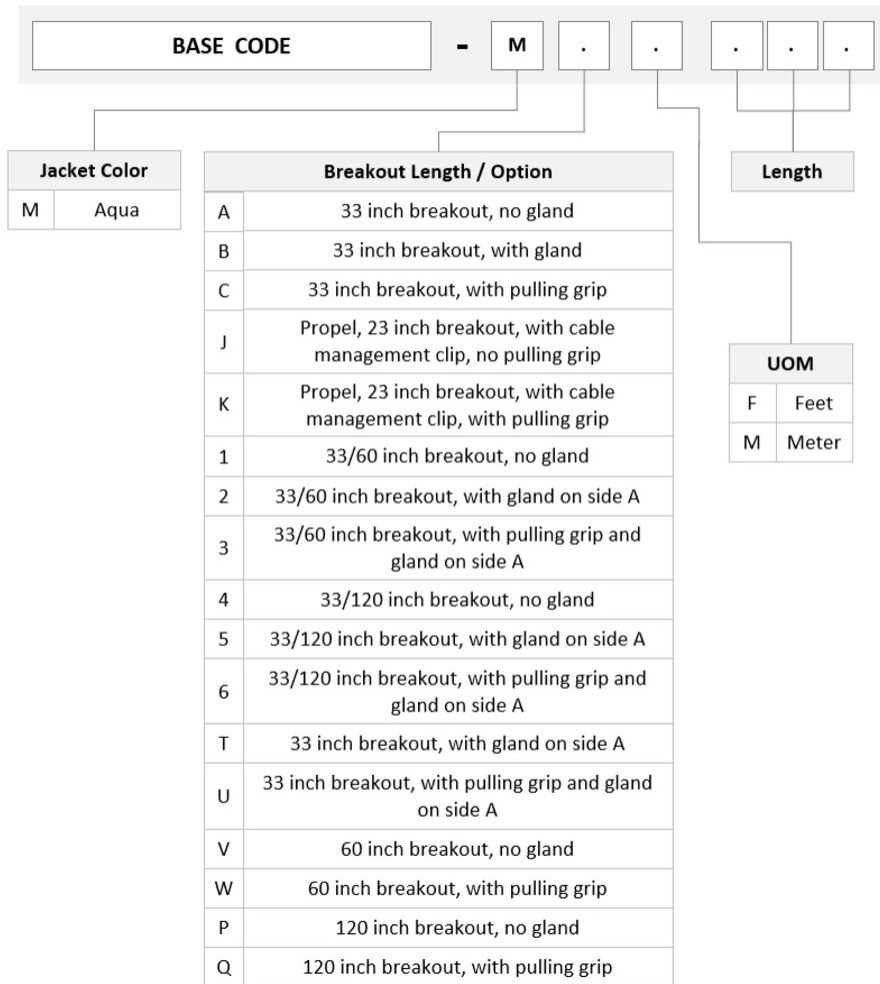 BASE CODE - M . . . . .
Jacket Color
M Aqua
Breakout Length / Option
A 33 inch breakout, no gland
B 33 inch breakout, with gland
C 33 inch breakout, with pulling grip
J Propel, 23 inch breakout, with cable
management clip, no pulling grip
K Propel, 23 inch breakout, with cable
management clip, with pulling grip
1 33/60 inch breakout, no gland
2 33/60 inch breakout, with gland on side A
3 33/60 inch breakout, with pulling grip and
gland on side A
4 33/120 inch breakout, no gland
5 33/120 inch breakout, with gland on side A
6 33/120 inch breakout, with pulling grip and
gland on side A
T 33 inch breakout, with gland on side A
U 33 inch breakout, with pulling grip and gland
on side A
V 60 inch breakout, no gland
W 60 inch breakout, with pulling grip
P 120 inch breakout, no gland
Q 120 inch breakout, with pulling grip
Length
UOM
F Feet
M Meter